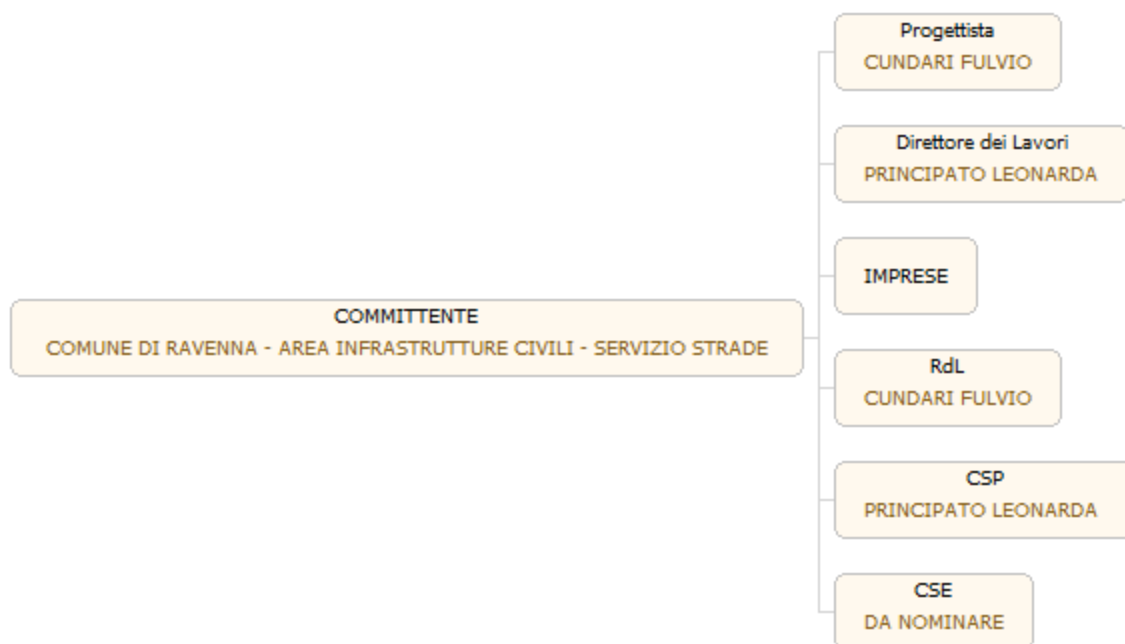 Progettista
CUNDARI FULVIO
Direttore dei Lavori
PRINCIPATO LEONARDA
IMPRESE
COMMITTENTE
COMUNE DI RAVENNA - AREA INFRASTRUTTURE CIVILI - SERVIZIO STRADE
RdL
CUNDARI FULVIO
CSP
PRINCIPATO LEONARDA
CSE
DA NOMINARE